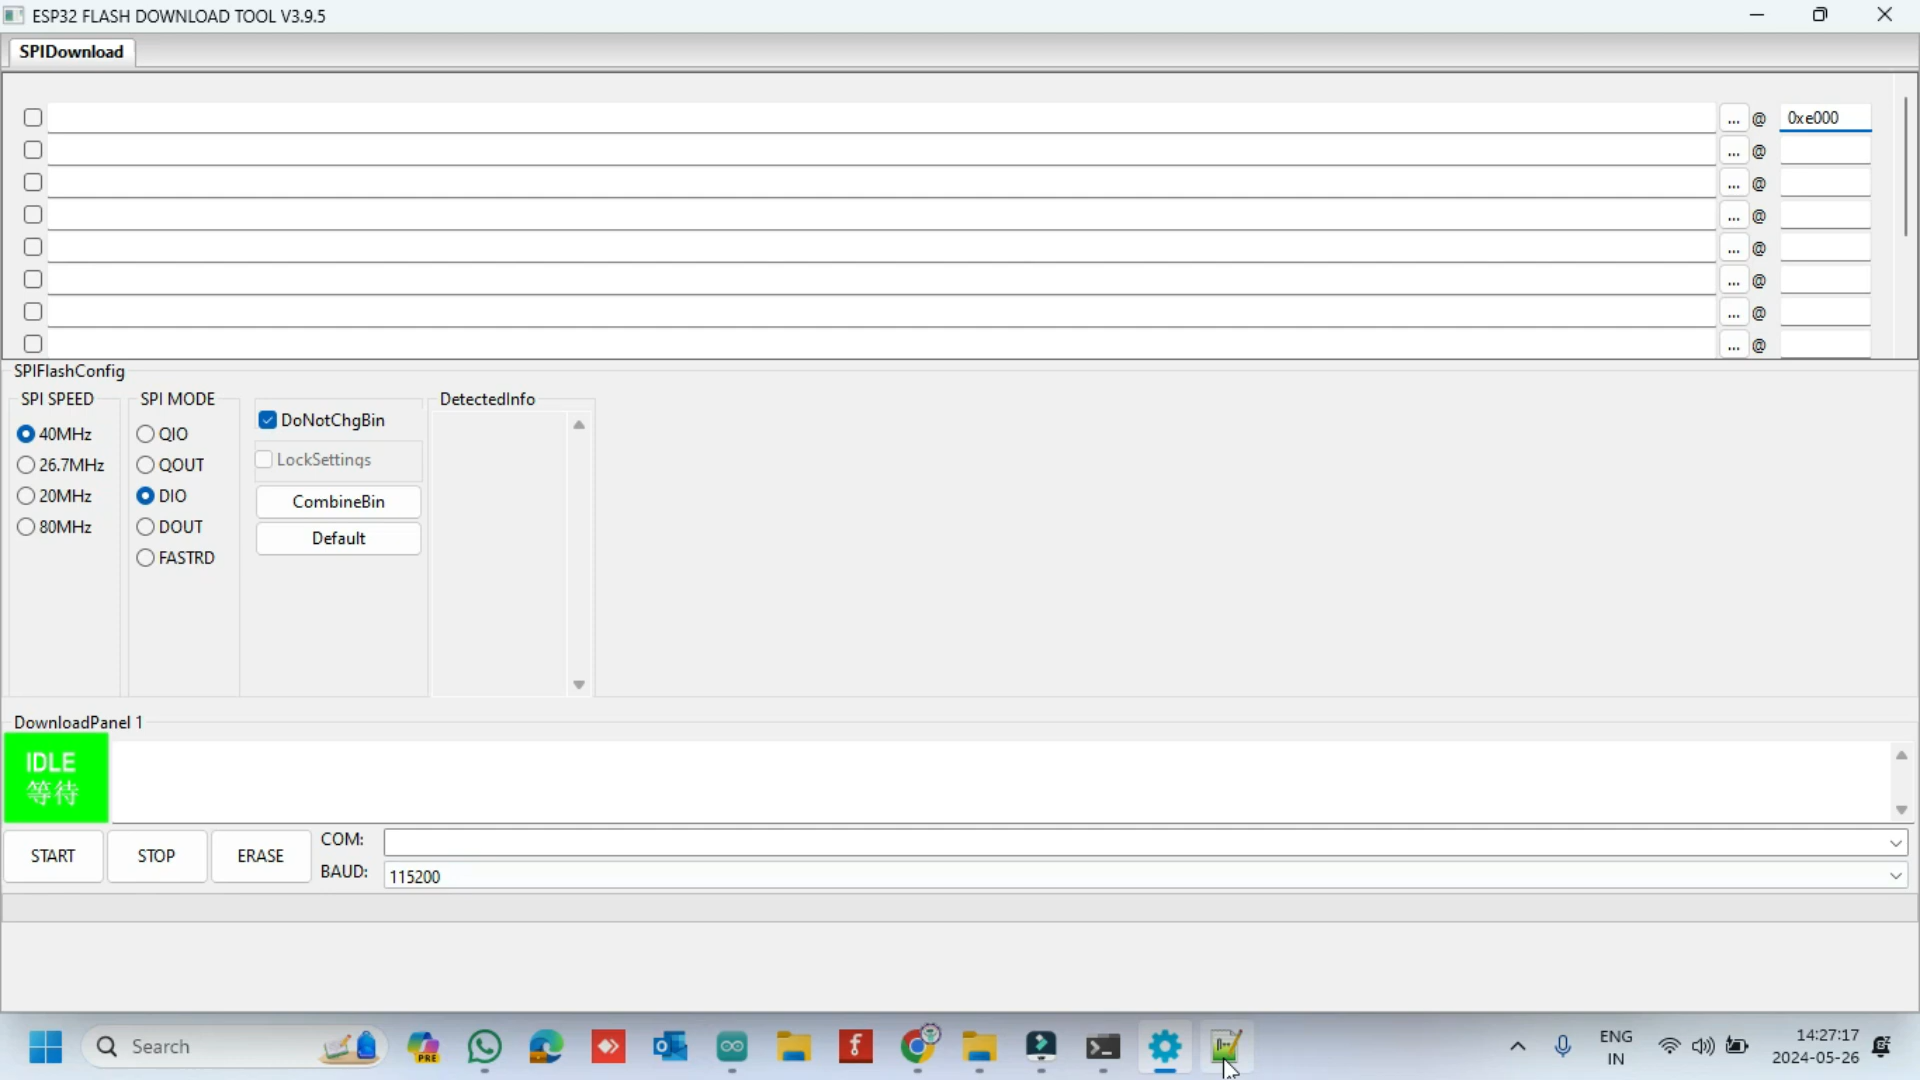 ESP32 FLASH DOWNLOAD TOOL V3.9.5
SPIDownload
... @ 0xe000
... @
... @
... @
... @
... @
... @
... @
SPIFlashConfig
SPI SPEED
40MHz
26.7MHz
20MHz
80MHz
SPI MODE
QIO
QOUT
DIO
DOUT
FASTRD
DoNotChgBin
LockSettings
CombineBin
Default
DetectedInfo
DownloadPanel 1
IDLE
等待
START STOP ERASE
COM:
BAUD: 115200
Search
PRE
ENG
IN
14:27:17
2024-05-26